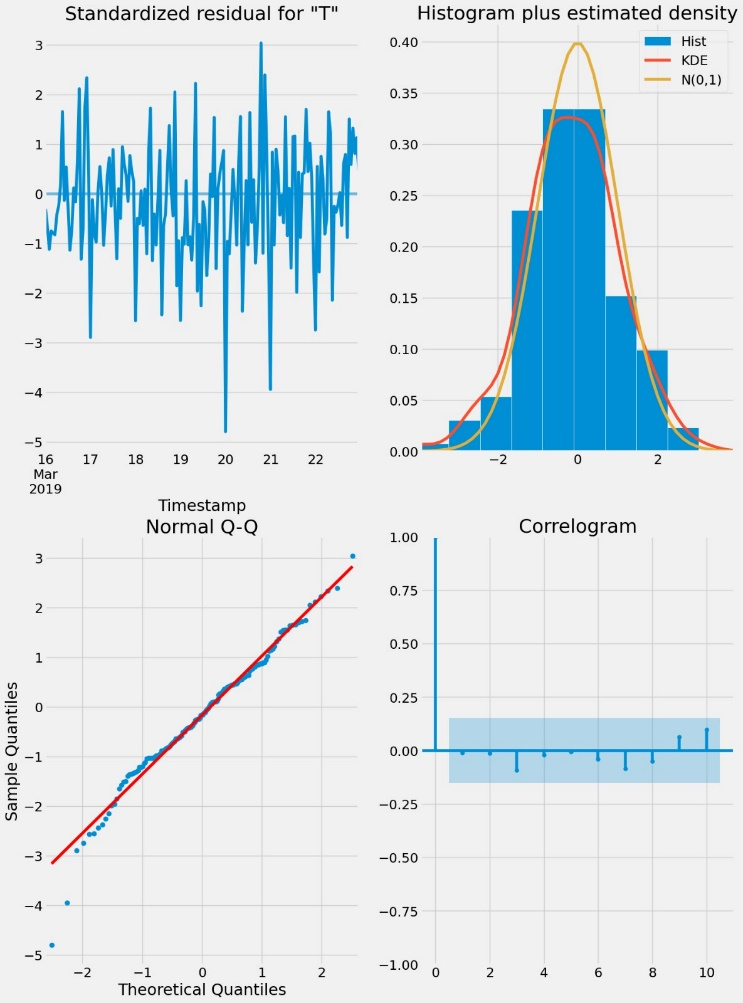 Standardized residual for "T"
3
2
1
0
−1
−2
−3
−4
−5
16 17 18 19 20 21 22
Mar
2019
Timestamp
Histogram plus estimated density
Hist
KDE
N(0,1)
0.40
0.35
0.30
0.25
0.20
0.15
0.10
0.05
0.00
−2 0 2
Normal Q-Q
Sample Quantiles
3
2
1
0
−1
−2
−3
−4
−5
−2 −1 0 1 2
Theoretical Quantiles
Correlogram
1.00
0.75
0.50
0.25
0.00
−0.25
−0.50
−0.75
−1.00
0 2 4 6 8 10